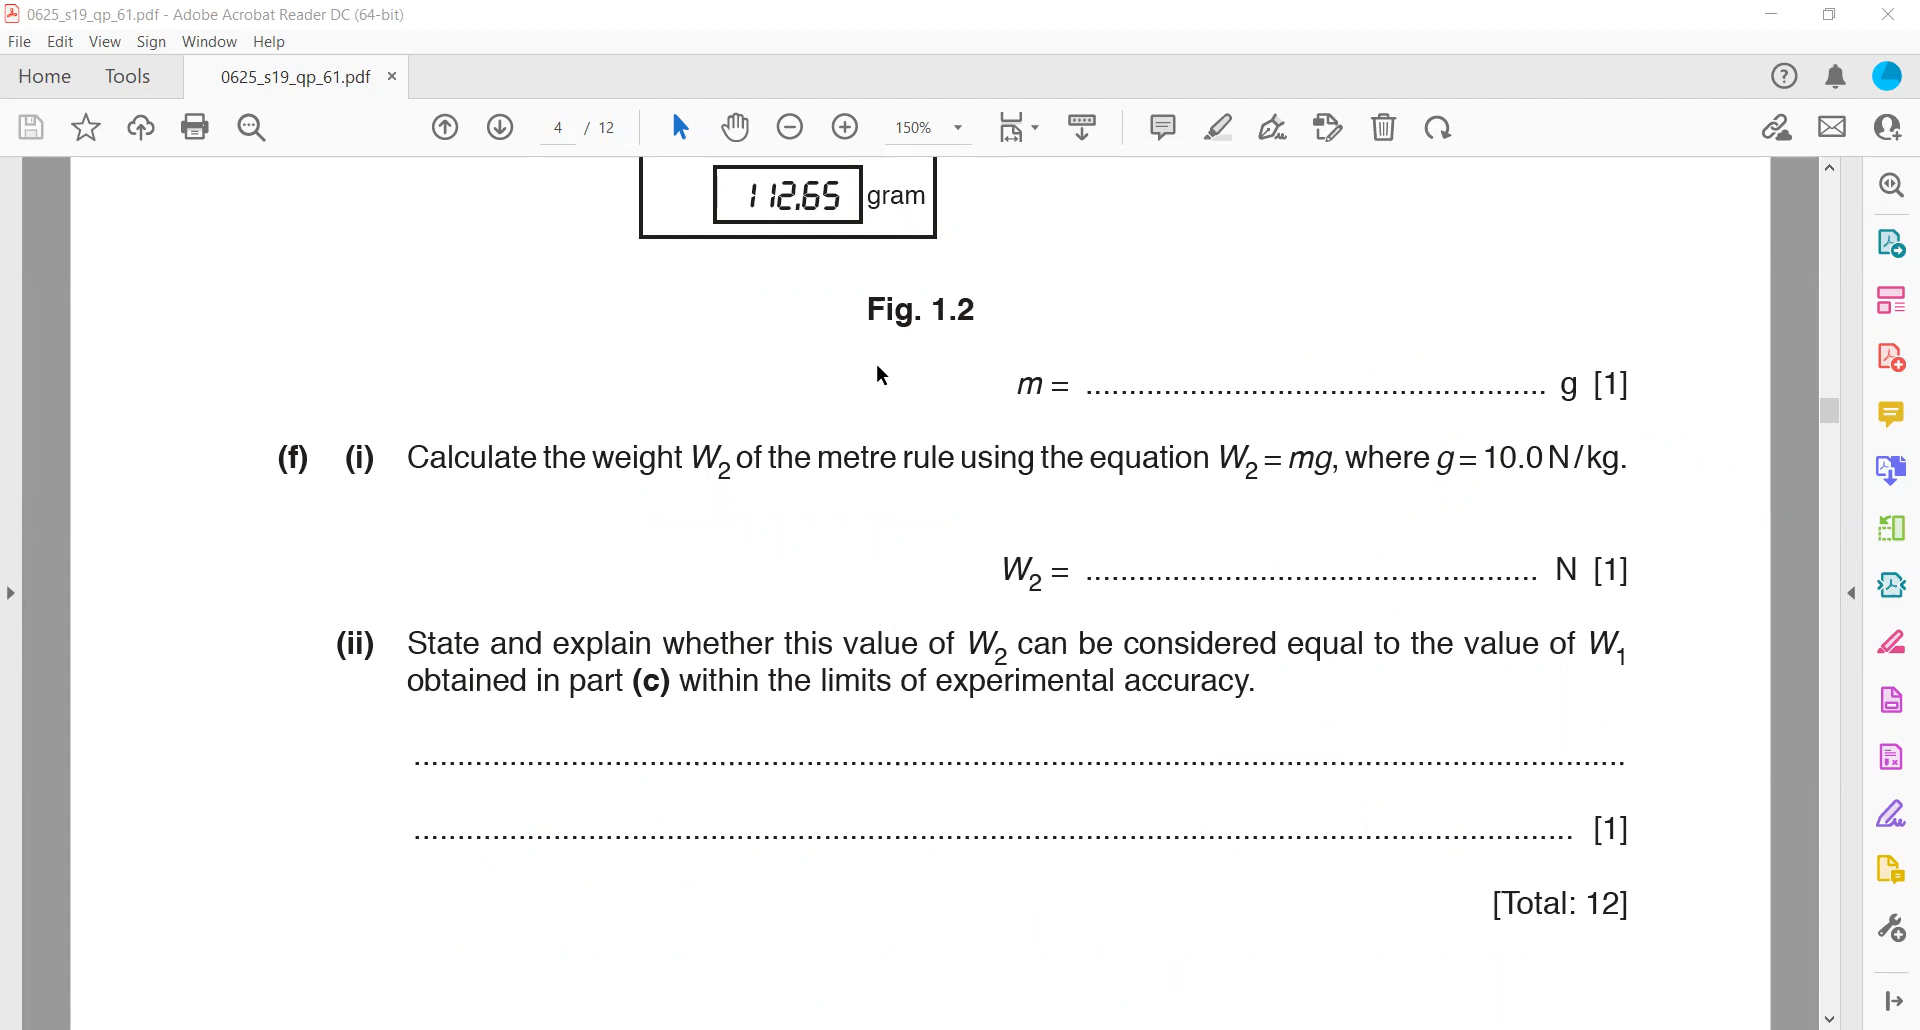 0625_s19_qp_61.pdf - Adobe Acrobat Reader DC (64-bit)
File Edit View Sign Window Help
Home Tools 0625_s19_qp_61.pdf ×
4 / 12 150%
112.65 gram
Fig. 1.2
m = ........................................................ g [1]
(f) (i) Calculate the weight W₂ of the metre rule using the equation W₂ = mg, where g = 10.0 N/kg.
W₂ = ........................................................ N [1]
(ii) State and explain whether this value of W₂ can be considered equal to the value of W₁
obtained in part (c) within the limits of experimental accuracy.
................................................................................................................................
........................................................................................................................... [1]
[Total: 12]